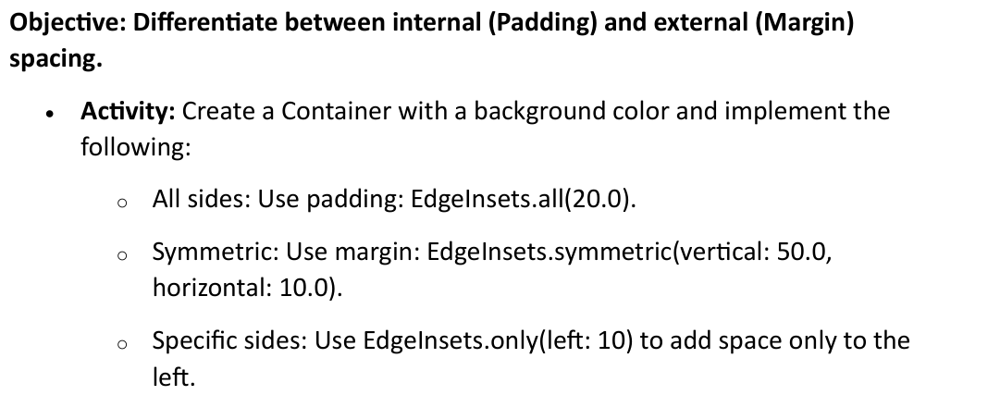 Objective: Differentiate between internal (Padding) and external (Margin)
spacing.
• Activity: Create a Container with a background color and implement the
following:
o All sides: Use padding: EdgeInsets.all(20.0).
o Symmetric: Use margin: EdgeInsets.symmetric(vertical: 50.0,
horizontal: 10.0).
o Specific sides: Use EdgeInsets.only(left: 10) to add space only to the
left.